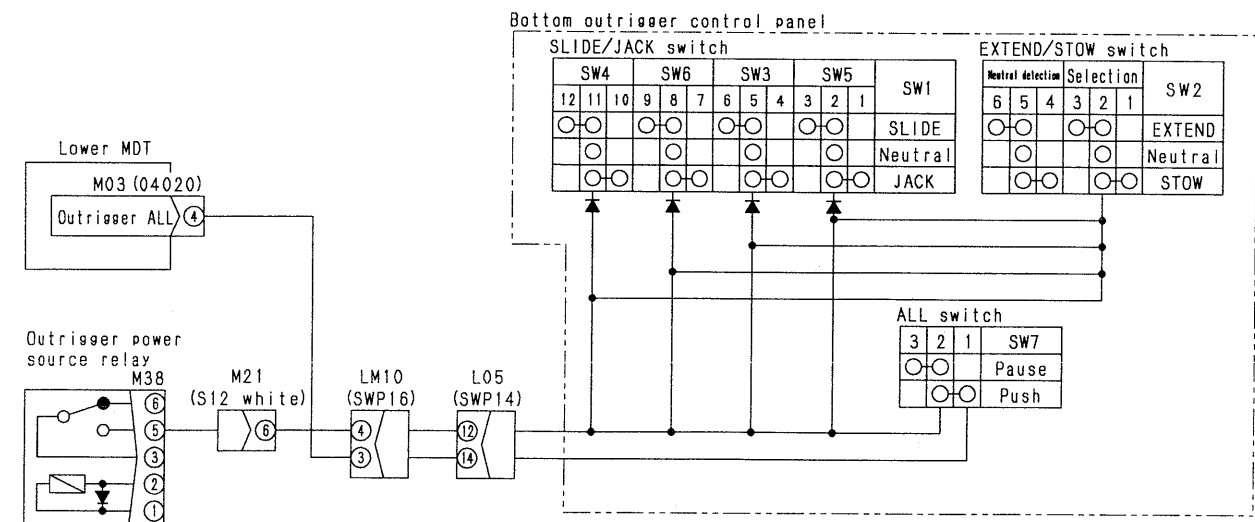 Bottom outrigger control panel
SLIDE/JACK switch
SW4 SW6 SW3 SW5 SW1
12 11 10 9 8 7 6 5 4 3 2 1
SLIDE
Neutral
JACK
EXTEND/STOW switch
Neutral detection Selection SW2
6 5 4 3 2 1
EXTEND
Neutral
STOW
Lower MDT
M03 (04020)
Outrigger ALL 4
ALL switch
3 2 1 SW7
Pause
Push
Outrigger power
source relay
M38
6
5
3
2
1
M21
(S12 white)
6
LM10
(SWP16)
4
3
L05
(SWP14)
12
14